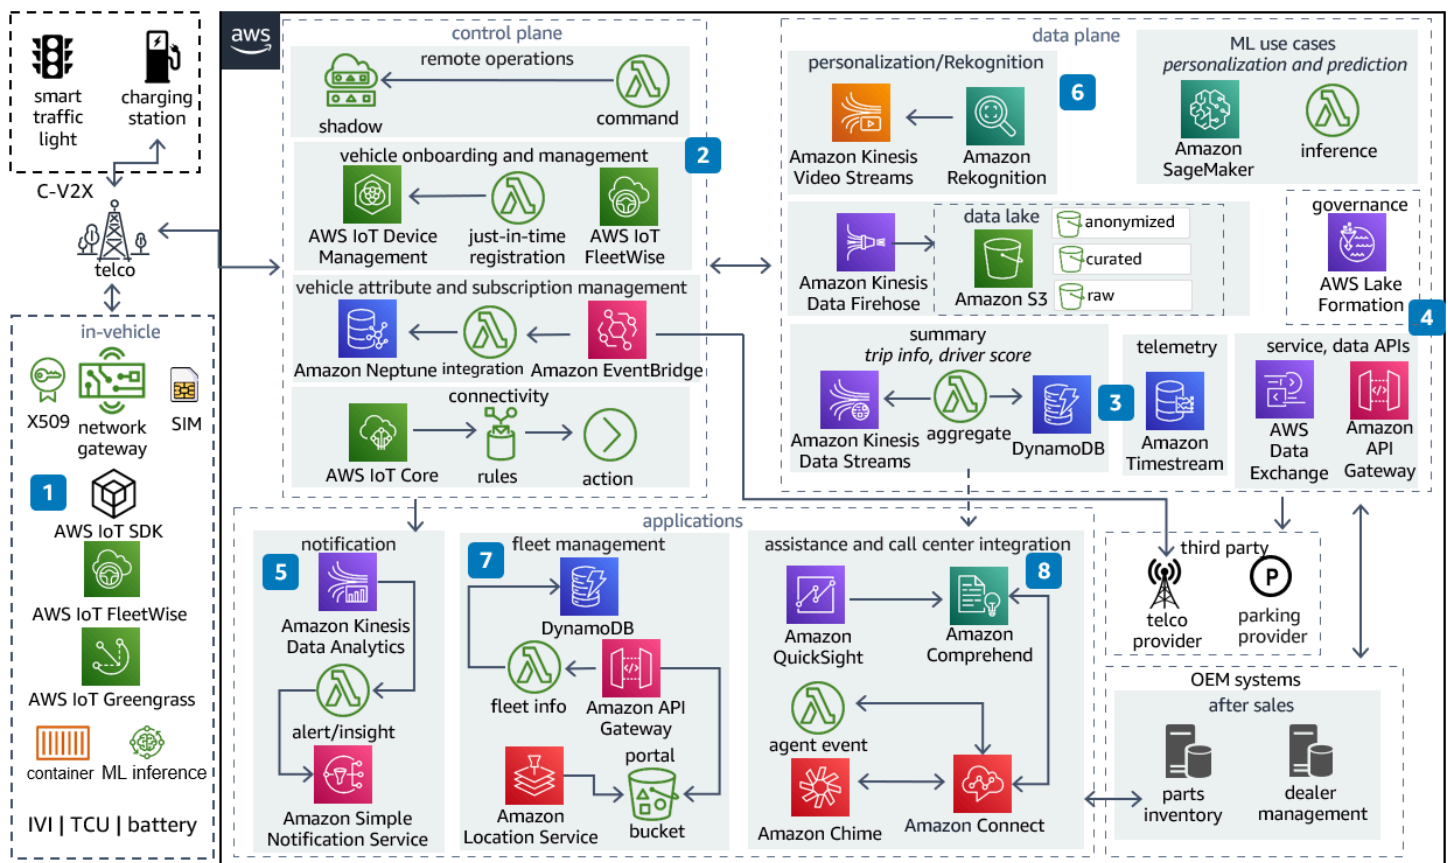 smart
traffic
light
charging
station
C-V2X
telco
in-vehicle
X509
network
gateway
SIM
1
AWS IoT SDK
AWS IoT FleetWise
AWS IoT Greengrass
container
ML inference
IVI | TCU | battery
aws
control plane
remote operations
shadow
command
2
vehicle onboarding and management
AWS IoT Device
Management
just-in-time
registration
AWS IoT
FleetWise
vehicle attribute and subscription management
Amazon Neptune
integration
Amazon EventBridge
connectivity
AWS IoT Core
rules
action
data plane
personalization/Rekognition
6
Amazon Kinesis
Video Streams
Amazon
Rekognition
ML use cases
personalization and prediction
Amazon
SageMaker
inference
Amazon Kinesis
Data Firehose
data lake
Amazon S3
anonymized
curated
raw
governance
AWS Lake
Formation
4
summary
trip info, driver score
Amazon Kinesis
Data Streams
aggregate
DynamoDB
3
telemetry
Amazon
Timestream
service, data APIs
AWS
Data
Exchange
Amazon
API
Gateway
applications
notification
5
Amazon Kinesis
Data Analytics
alert/insight
Amazon Simple
Notification Service
7
fleet management
DynamoDB
fleet info
Amazon API
Gateway
portal
Amazon
Location Service
bucket
assistance and call center integration
8
Amazon
QuickSight
Amazon
Comprehend
agent event
Amazon Chime
Amazon Connect
third party
telco
provider
P
parking
provider
OEM systems
after sales
parts
inventory
dealer
management